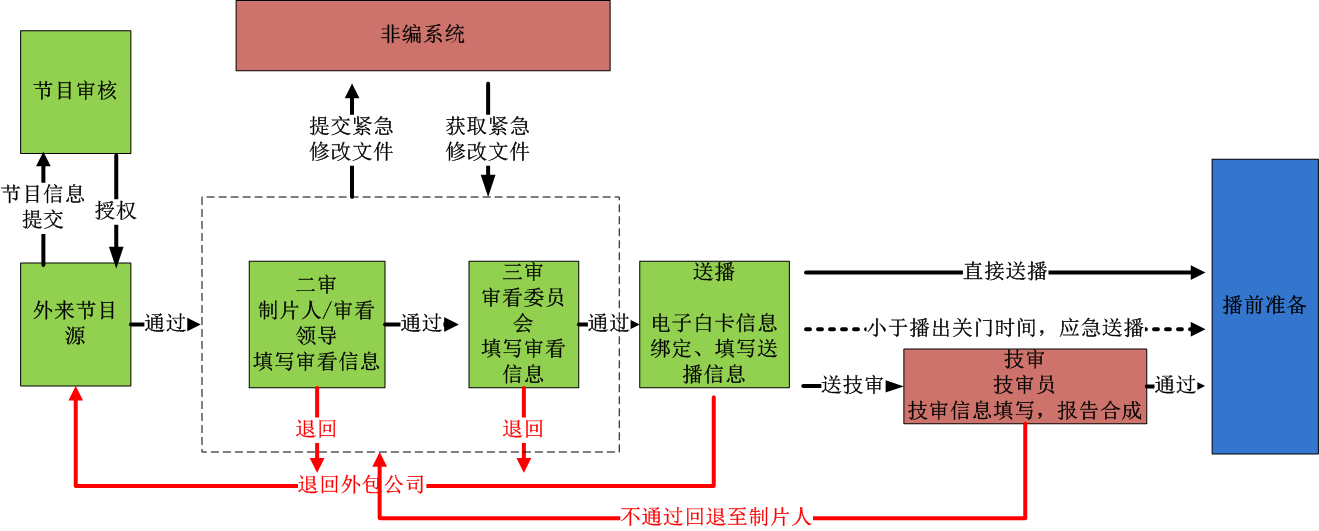 非编系统
节目审核
提交紧急
修改文件
获取紧急
修改文件
节目信息
提交
授权
外来节目
源
通过
二审
制片人/审看
领导
填写审看信息
通过
三审
审看委员
会
填写审看
信息
通过
送播
电子白卡信息
绑定、填写送
播信息
直接送播
小于播出关门时间，应急送播
送技审
技审
技审员
技审信息填写，报告合成
通过
播前准备
退回
退回
退回外包公司
不通过回退至制片人